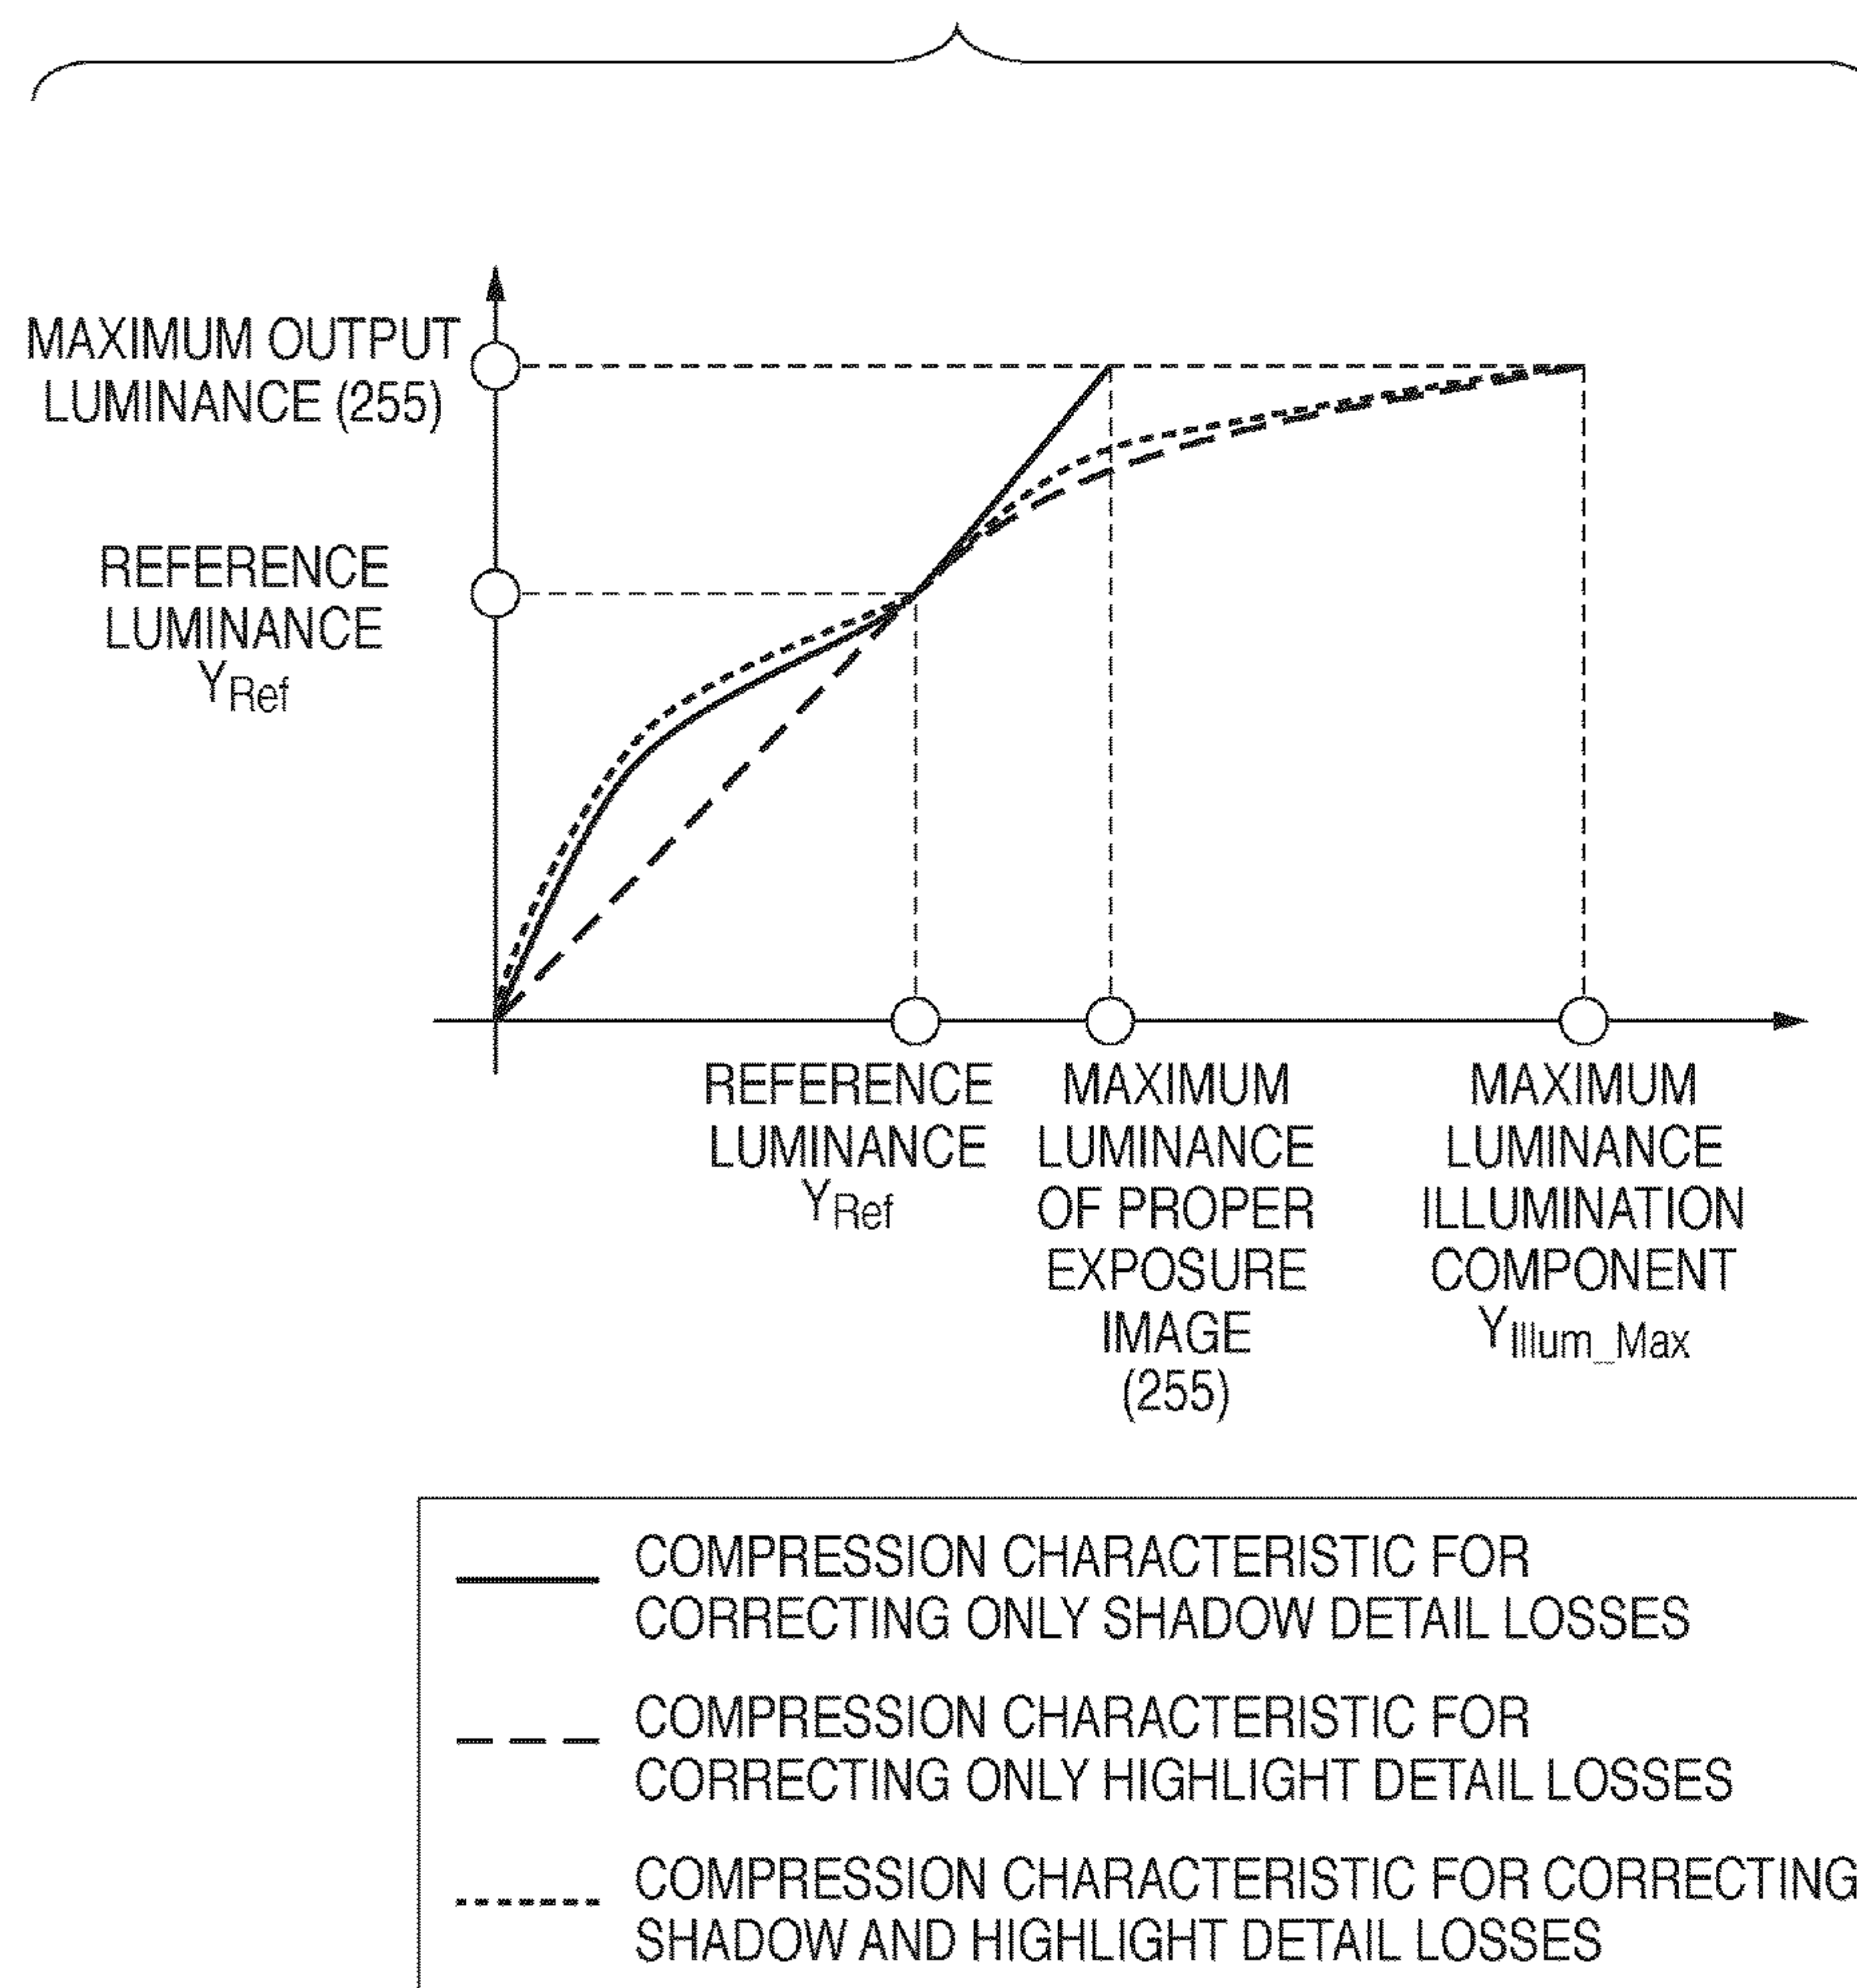 MAXIMUM OUTPUT
LUMINANCE (255)
REFERENCE
LUMINANCE
YRef
REFERENCE
LUMINANCE
YRef
MAXIMUM
LUMINANCE
OF PROPER
EXPOSURE
IMAGE
(255)
MAXIMUM
LUMINANCE
ILLUMINATION
COMPONENT
YIllum_Max
COMPRESSION CHARACTERISTIC FOR
CORRECTING ONLY SHADOW DETAIL LOSSES
COMPRESSION CHARACTERISTIC FOR
CORRECTING ONLY HIGHLIGHT DETAIL LOSSES
COMPRESSION CHARACTERISTIC FOR CORRECTING
SHADOW AND HIGHLIGHT DETAIL LOSSES